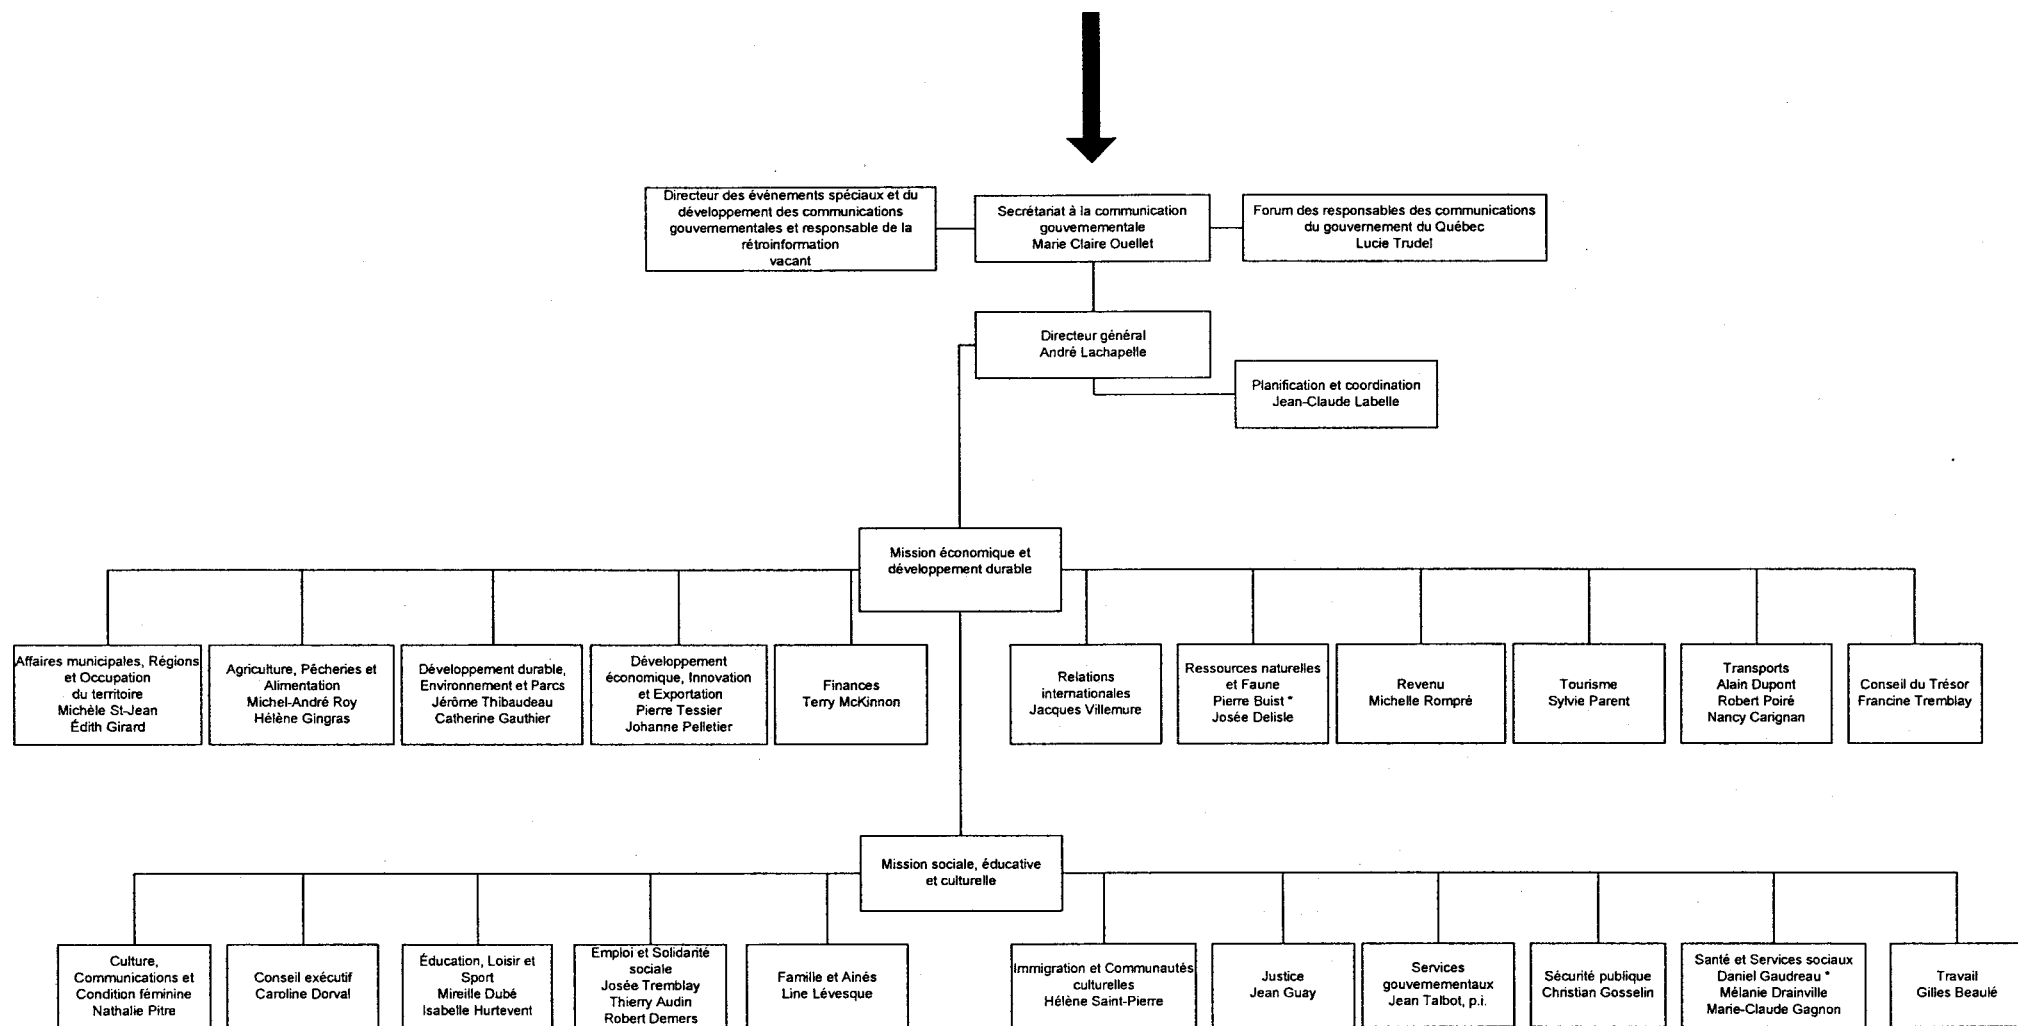 Directeur des événements spéciaux et du
développement des communications
gouvernementales et responsable de la
rétroinformation
vacant
Secrétariat à la communication
gouvernementale
Marie Claire Ouellet
Forum des responsables des communications
du gouvernement du Québec
Lucie Trudel
Directeur général
André Lachapelle
Planification et coordination
Jean-Claude Labelle
Mission économique et
développement durable
Affaires municipales, Régions
et Occupation
du territoire
Michèle St-Jean
Édith Girard
Agriculture, Pêcheries et
Alimentation
Michel-André Roy
Hélène Gingras
Développement durable,
Environnement et Parcs
Jérôme Thibaudeau
Catherine Gauthier
Développement
économique, Innovation
et Exportation
Pierre Tessier
Johanne Pelletier
Finances
Terry McKinnon
Relations
internationales
Jacques Villemure
Ressources naturelles
et Faune
Pierre Buist *
Josée Delisle
Revenu
Michelle Rompré
Tourisme
Sylvie Parent
Transports
Alain Dupont
Robert Poiré
Nancy Carignan
Conseil du Trésor
Francine Tremblay
Mission sociale, éducative
et culturelle
Culture,
Communications et
Condition féminine
Nathalie Pitre
Conseil exécutif
Caroline Dorval
Éducation, Loisir et
Sport
Mireille Dubé
Isabelle Hurtevent
Emploi et Solidarité
sociale
Josée Tremblay
Thierry Audin
Robert Demers
Famille et Ainés
Line Lévesque
Immigration et Communautés
culturelles
Hélène Saint-Pierre
Justice
Jean Guay
Services
gouvernementaux
Jean Talbot, p.i.
Sécurité publique
Christian Gosselin
Santé et Services sociaux
Daniel Gaudreau *
Mélanie Drainville
Marie-Claude Gagnon
Travail
Gilles Beaulé